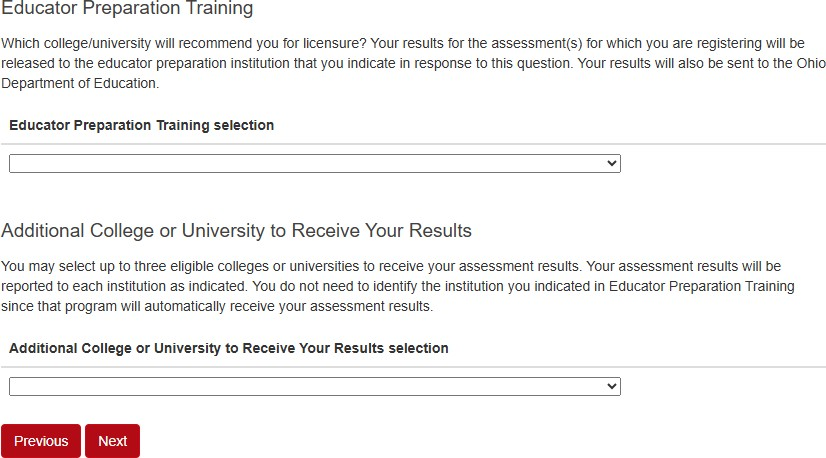 Educator Preparation Training
Which college/university will recommend you for licensure? Your results for the assessment(s) for which you are registering will be
released to the educator preparation institution that you indicate in response to this question. Your results will also be sent to the Ohio
Department of Education.
Educator Preparation Training selection
Additional College or University to Receive Your Results
You may select up to three eligible colleges or universities to receive your assessment results. Your assessment results will be
reported to each institution as indicated. You do not need to identify the institution you indicated in Educator Preparation Training
since that program will automatically receive your assessment results.
Additional College or University to Receive Your Results selection
Previous Next